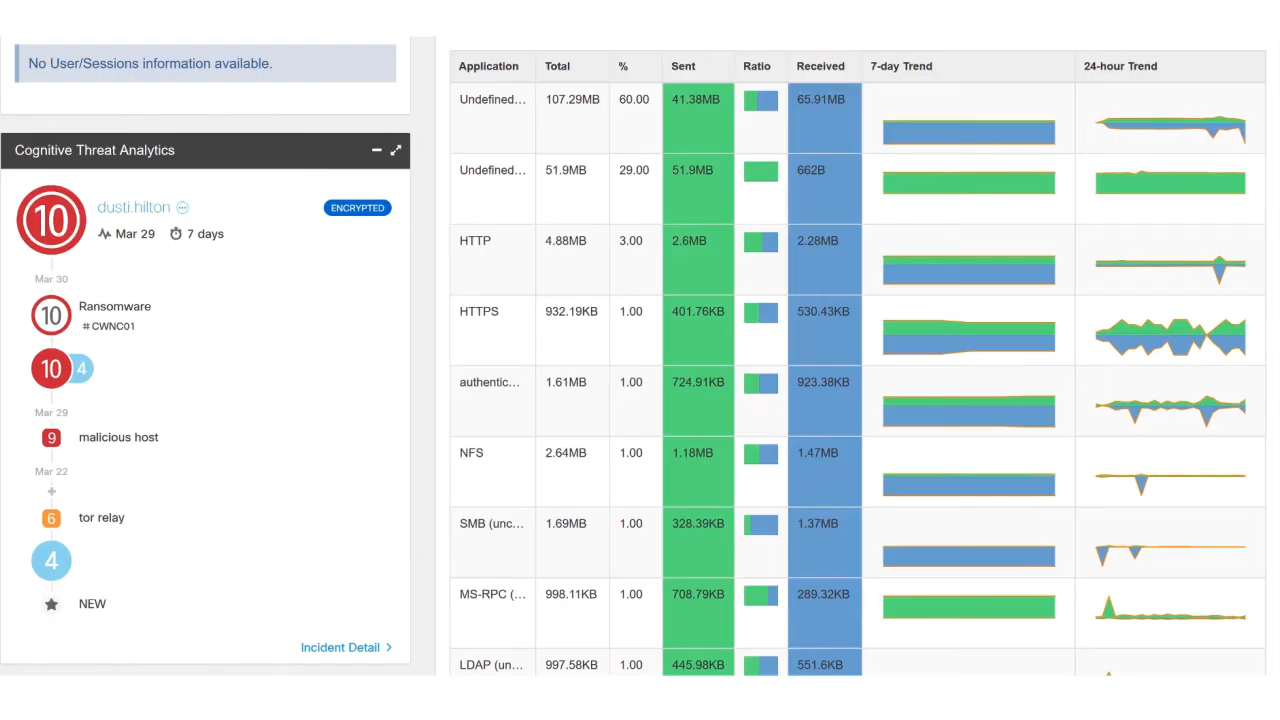 No User/Sessions information available.
Cognitive Threat Analytics
10 dusti.hilton ENCRYPTED
Mar 29 7 days
Mar 30
10 Ransomware
#CWNC01
10 4
Mar 29
9 malicious host
Mar 22
6 tor relay
4
NEW
Incident Detail
Application Total % Sent Ratio Received 7-day Trend 24-hour Trend
Undefined… 107.29MB 60.00 41.38MB 65.91MB
Undefined… 51.9MB 29.00 51.9MB 662B
HTTP 4.88MB 3.00 2.6MB 2.28MB
HTTPS 932.19KB 1.00 401.76KB 530.43KB
authentic… 1.61MB 1.00 724.91KB 923.38KB
NFS 2.64MB 1.00 1.18MB 1.47MB
SMB (unc… 1.69MB 1.00 328.39KB 1.37MB
MS-RPC (… 998.11KB 1.00 708.79KB 289.32KB
LDAP (un… 997.58KB 1.00 445.98KB 551.6KB